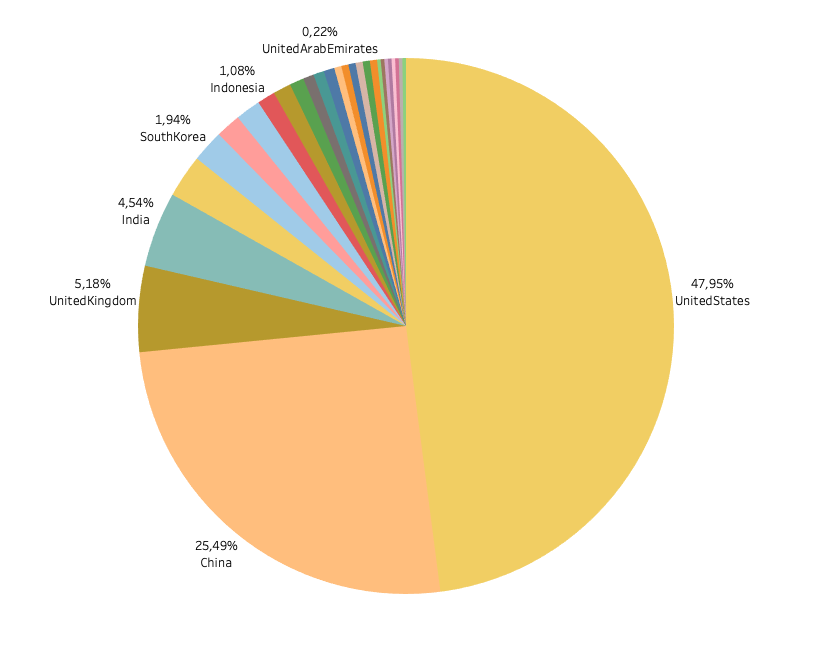 0,22%
UnitedArabEmirates
1,08%
Indonesia
1,94%
SouthKorea
4,54%
India
5,18%
UnitedKingdom
47,95%
UnitedStates
25,49%
China